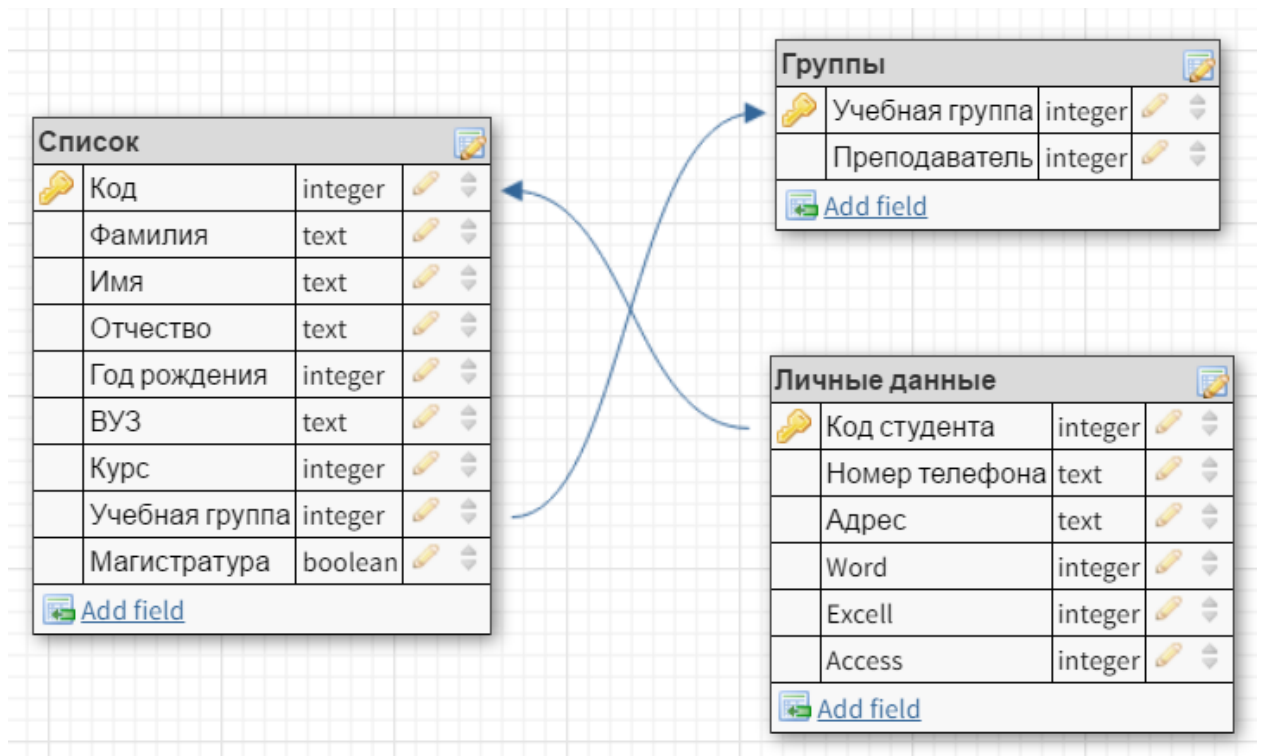 Список
Код integer
Фамилия text
Имя text
Отчество text
Год рождения integer
ВУЗ text
Курс integer
Учебная группа integer
Магистратура boolean
Add field
Группы
Учебная группа integer
Преподаватель integer
Add field
Личные данные
Код студента integer
Номер телефона text
Адрес text
Word integer
Excell integer
Access integer
Add field